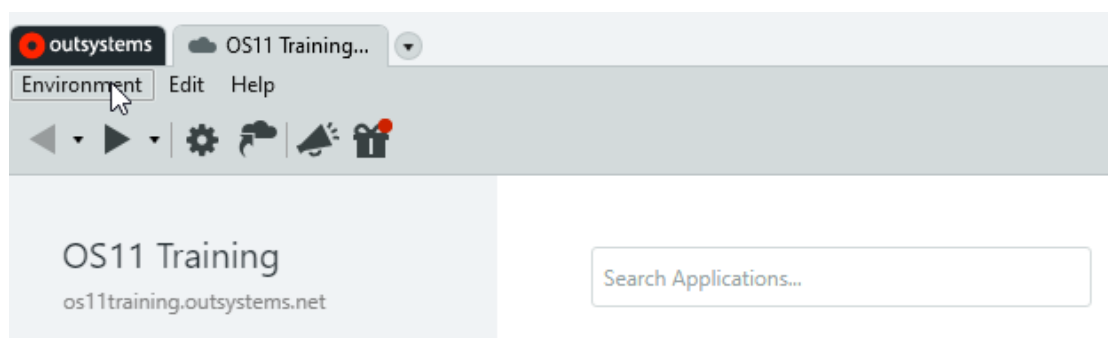 outsystems OS11 Training...
Environment Edit Help
OS11 Training
os11training.outsystems.net
Search Applications...